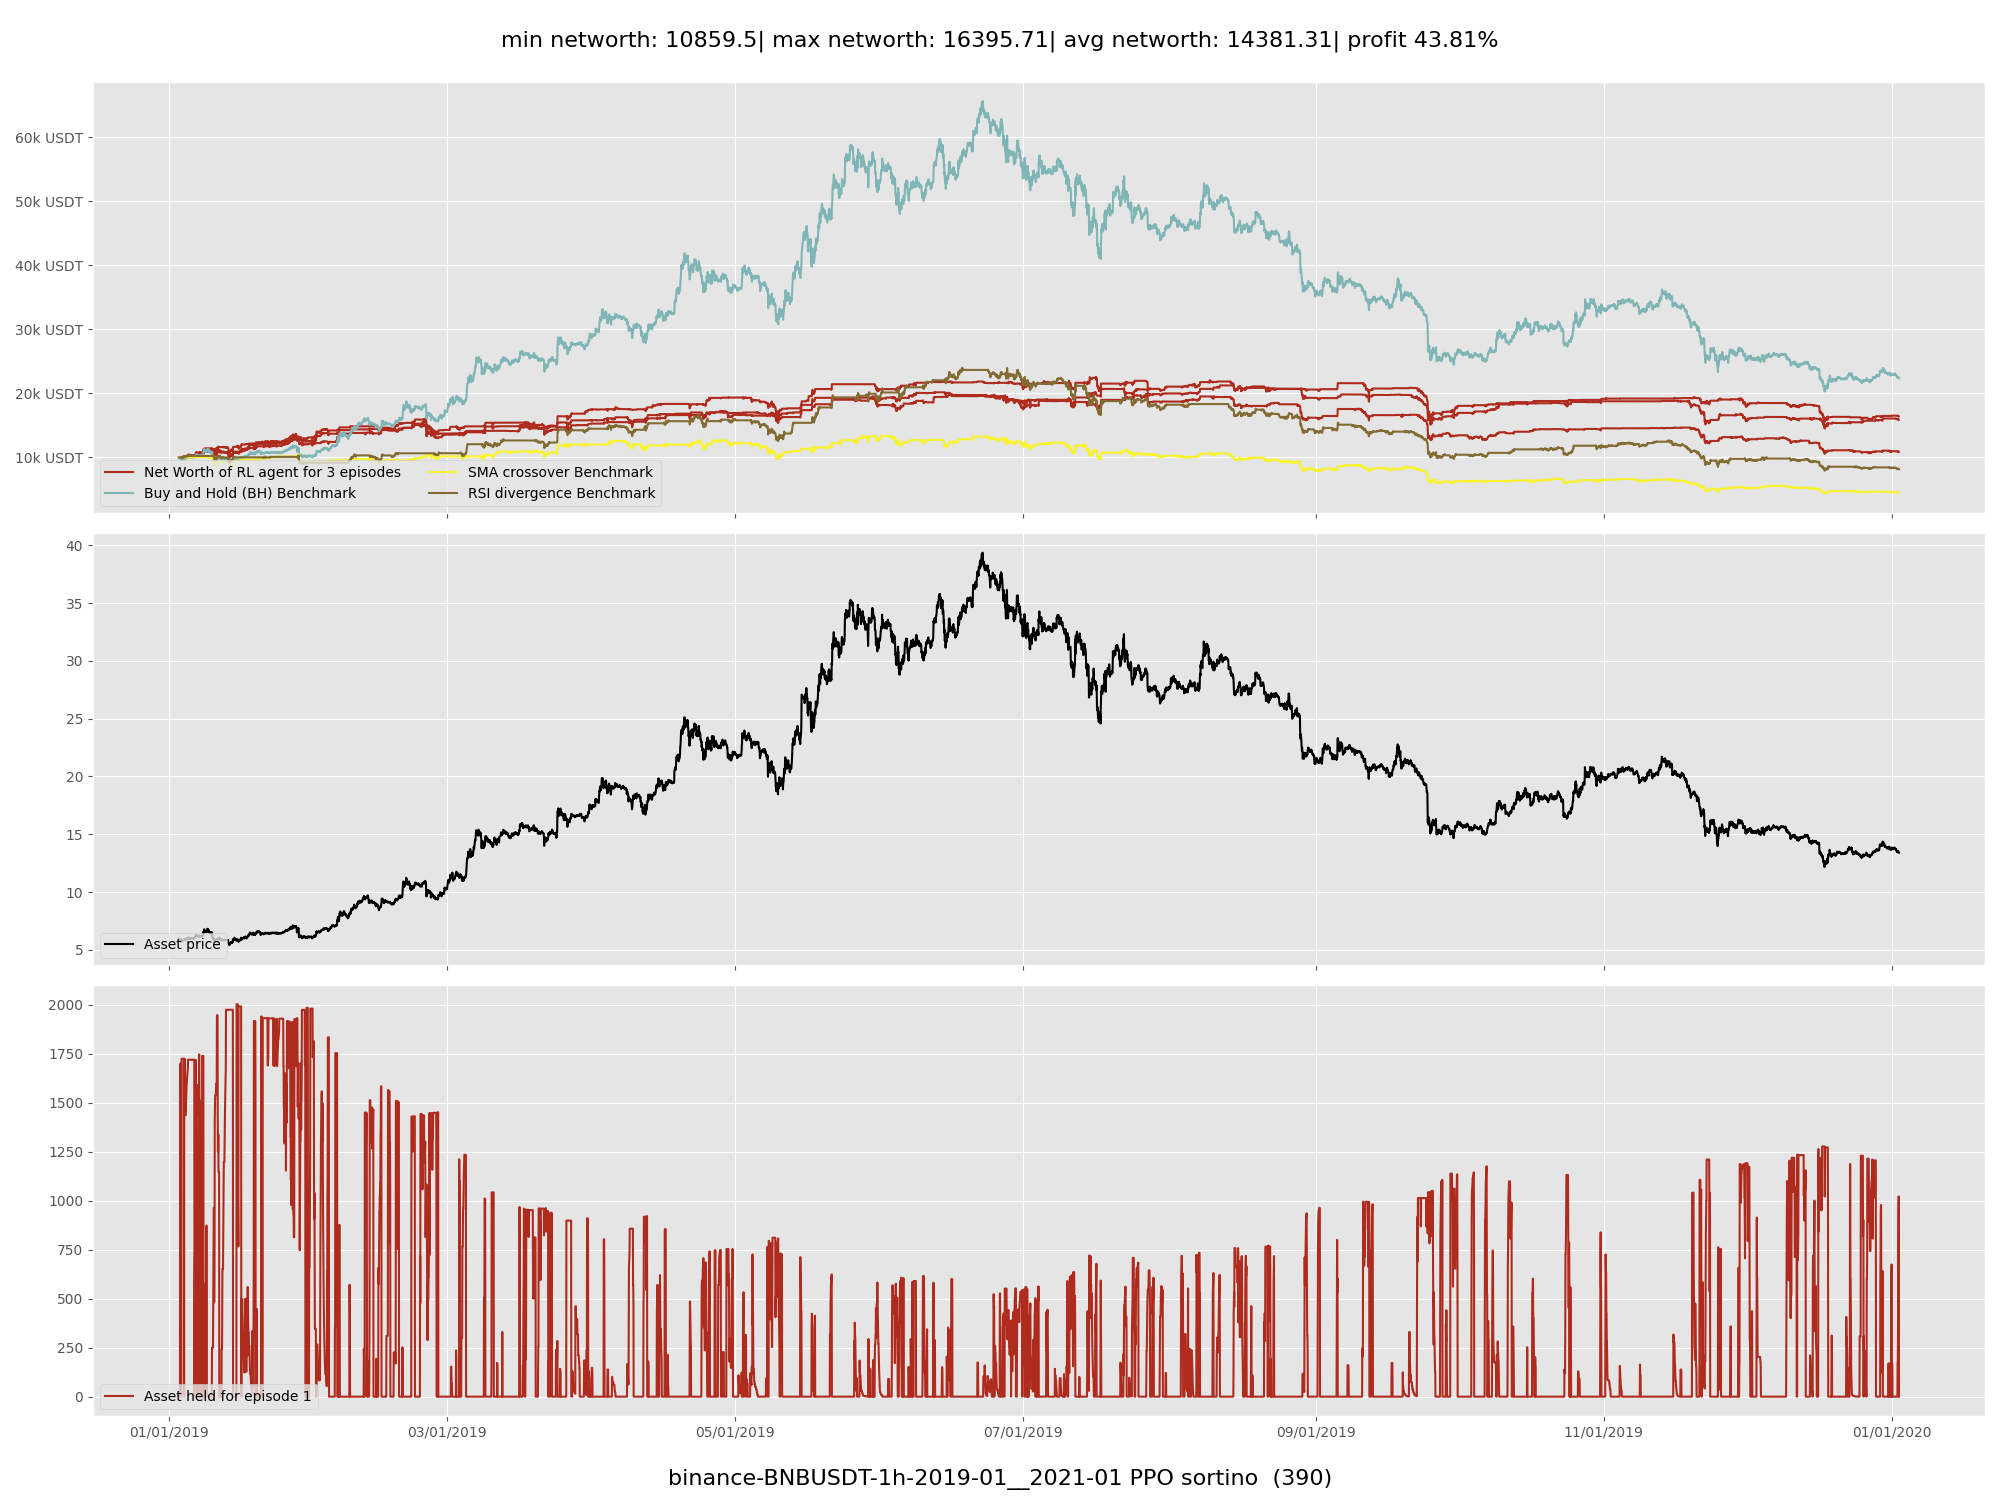 min networth: 10859.5| max networth: 16395.71| avg networth: 14381.31| profit 43.81%
60k USDT
50k USDT
40k USDT
30k USDT
20k USDT
10k USDT
Net Worth of RL agent for 3 episodes
Buy and Hold (BH) Benchmark
SMA crossover Benchmark
RSI divergence Benchmark
40
35
30
25
20
15
10
5
Asset price
2000
1750
1500
1250
1000
750
500
250
0
Asset held for episode 1
01/01/2019 03/01/2019 05/01/2019 07/01/2019 09/01/2019 11/01/2019 01/01/2020
binance-BNBUSDT-1h-2019-01__2021-01 PPO sortino (390)